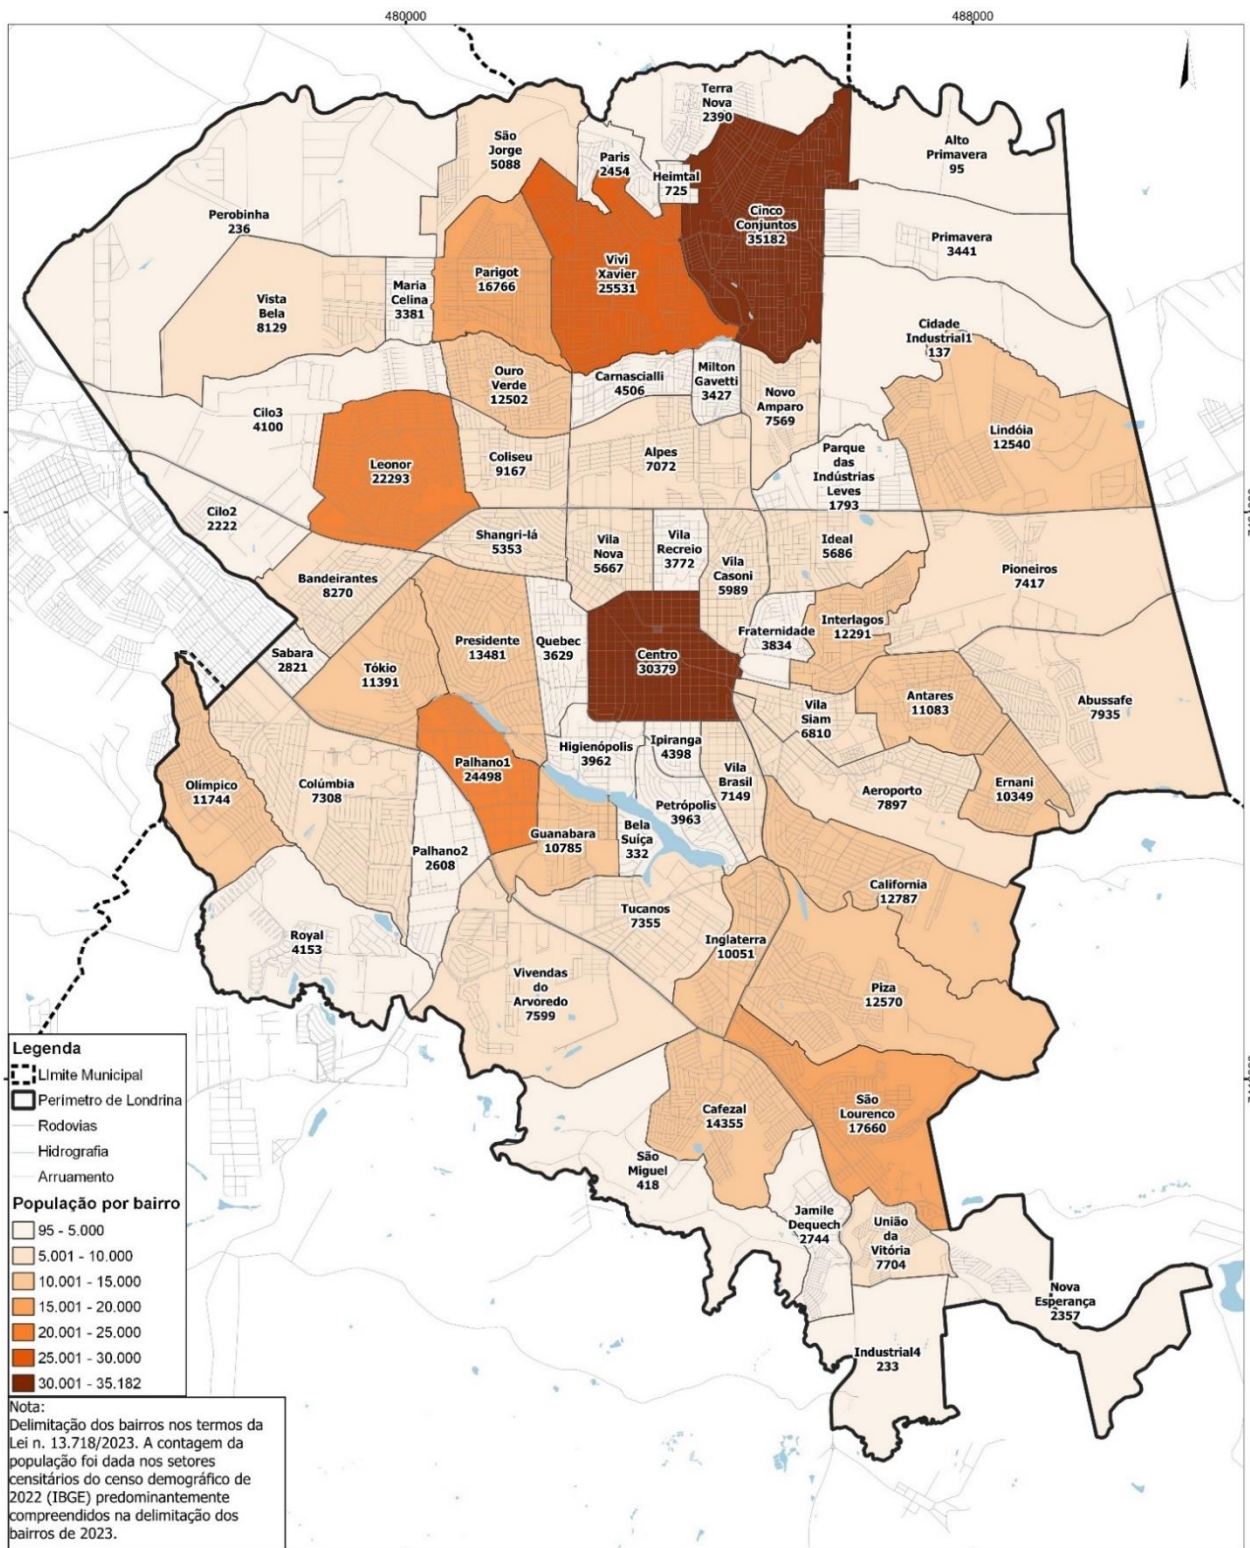 480000
488000
Terra
Nova
2390
São
Jorge
5088
Paris
2454
Heimtal
725
Alto
Primavera
95
Perobinha
236
Cinco
Conjuntos
35182
Primavera
3441
Vivi
Xavier
25531
Parigot
16766
Maria
Celina
3381
Vista
Bela
8129
Cidade
Industrial1
137
Ouro
Verde
12502
Carnascialli
4506
Milton
Gavetti
3427
Novo
Amparo
7569
Cilo3
4100
Lindóia
12540
Leonor
22293
Coliseu
9167
Alpes
7072
Parque
das
Indústrias
Leves
1793
Cilo2
2222
Shangri-lá
5353
Vila
Nova
5667
Vila
Recreio
3772
Vila
Casoni
5989
Ideal
5686
Pioneiros
7417
Bandeirantes
8270
Interlagos
12291
Fraternidade
3834
Presidente
13481
Quebec
3629
Centro
30379
Sabara
2821
Tókio
11391
Antares
11083
Abussafe
7935
Vila
Siam
6810
Higienópolis
3962
Ipiranga
4398
Palhano1
24498
Vila
Brasil
7149
Olímpico
11744
Colúmbia
7308
Aeroporto
7897
Ernani
10349
Petrópolis
3963
Guanabara
10785
Bela
Suíça
332
Palhano2
2608
California
12787
Tucanos
7355
Royal
4153
Inglaterra
10051
Vivendas
do
Arvoredo
7599
Piza
12570
Cafezal
14355
São
Lourenco
17660
São
Miguel
418
Jamile
Dequech
2744
União
da
Vitória
7704
Nova
Esperança
2357
Industrial4
233
Legenda
LImite Municipal
Perímetro de Londrina
Rodovias
Hidrografia
Arruamento
População por bairro
95 - 5.000
5.001 - 10.000
10.001 - 15.000
15.001 - 20.000
20.001 - 25.000
25.001 - 30.000
30.001 - 35.182
Nota:
Delimitação dos bairros nos termos da
Lei n. 13.718/2023. A contagem da
população foi dada nos setores
censitários do censo demográfico de
2022 (IBGE) predominantemente
compreendidos na delimitação dos
bairros de 2023.